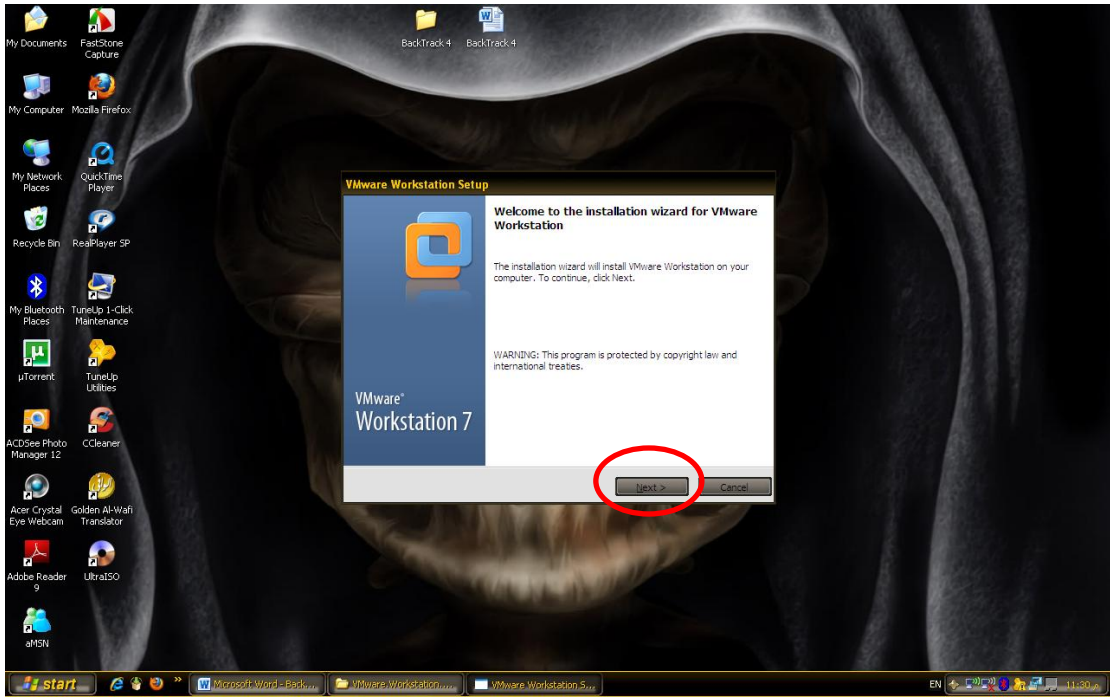 BackTrack 4
BackTrack 4
My Documents
FastStone
Capture
My Computer
Mozilla Firefox
My Network
Places
QuickTime
Player
Recycle Bin
RealPlayer SP
My Bluetooth
Places
TuneUp 1-Click
Maintenance
µTorrent
TuneUp
Utilities
ACDSee Photo
Manager 12
CCleaner
Acer Crystal
Eye Webcam
Golden Al-Wafi
Translator
Adobe Reader
9
UltraISO
aMSN
VMware Workstation Setup
Welcome to the installation wizard for VMware
Workstation
The installation wizard will install VMware Workstation on your
computer. To continue, click Next.
WARNING: This program is protected by copyright law and
international treaties.
VMware®
Workstation 7
Next >
Cancel
start
Microsoft Word - Back...
VMware Workstation...
VMware Workstation S...
EN
11:30 م